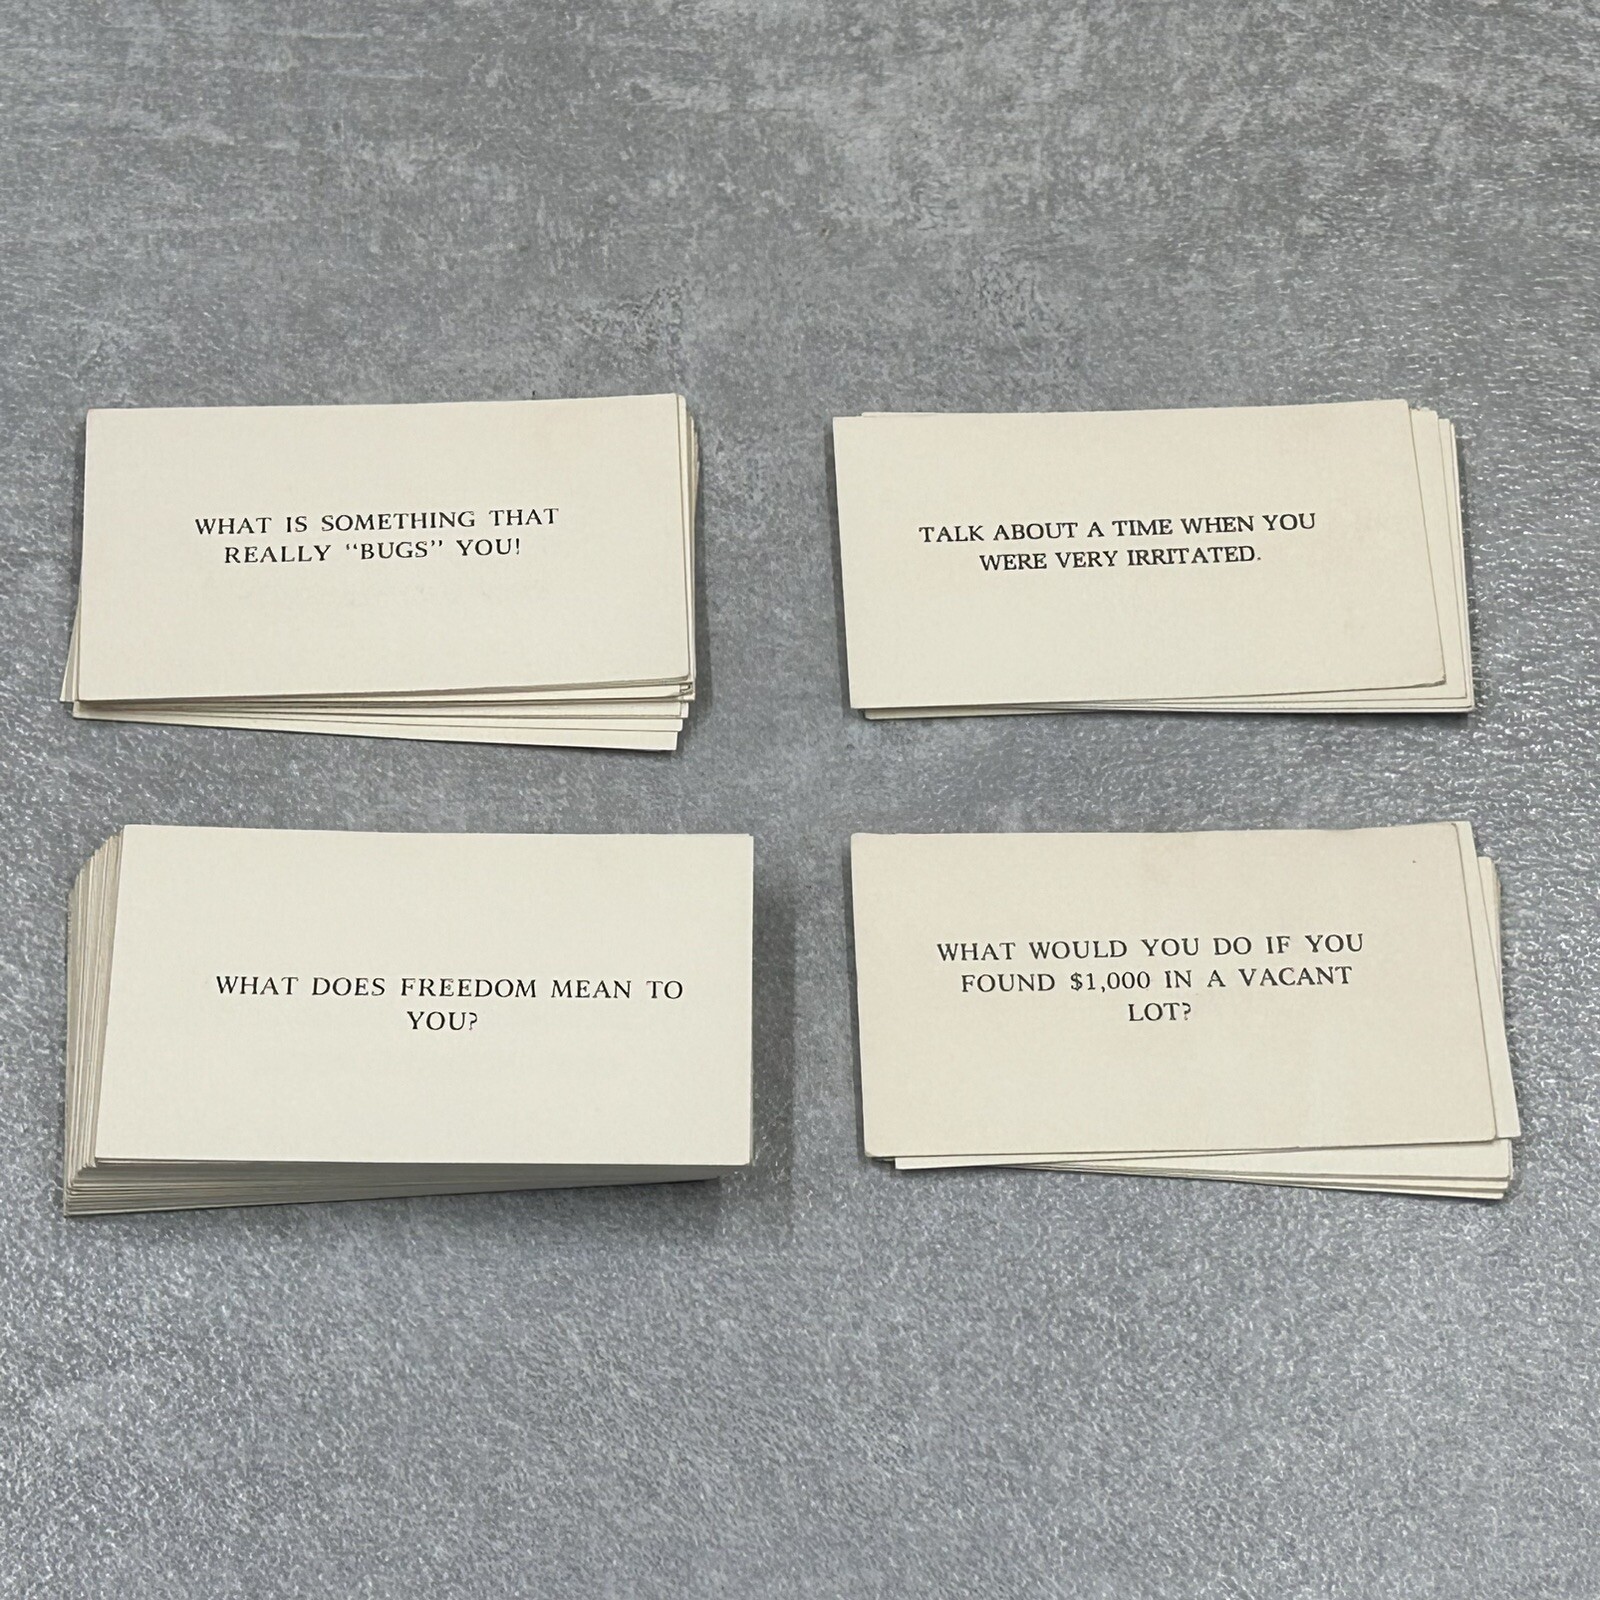 WHAT IS SOMETHING THAT
REALLY "BUGS" YOU!
TALK ABOUT A TIME WHEN YOU
WERE VERY IRRITATED.
WHAT DOES FREEDOM MEAN TO
YOU?
WHAT WOULD YOU DO IF YOU
FOUND $1,000 IN A VACANT
LOT?